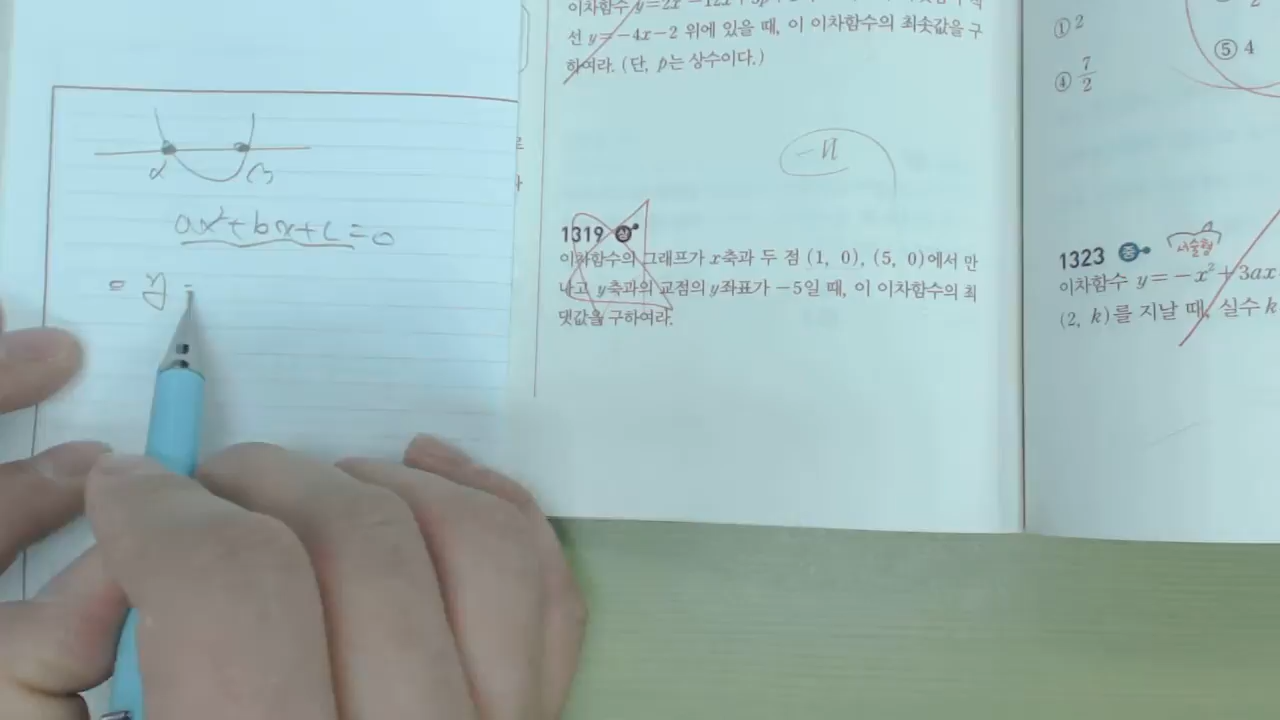 α β
ax²+bx+c=0
= y =
선 y=-4x-2 위에 있을 때, 이 이차함수의 최솟값을 구
하여라. (단, p는 상수이다.)
1319 상
이차함수의 그래프가 x축과 두 점 (1, 0), (5, 0)에서 만
나고 y축과의 교점의 y좌표가 -5일 때, 이 이차함수의 최
댓값을 구하여라.
① 2
⑤ 4
④ 7/2
1323 중 서술형
이차함수 y=-x²+3ax
(2, k)를 지날 때, 실수 k